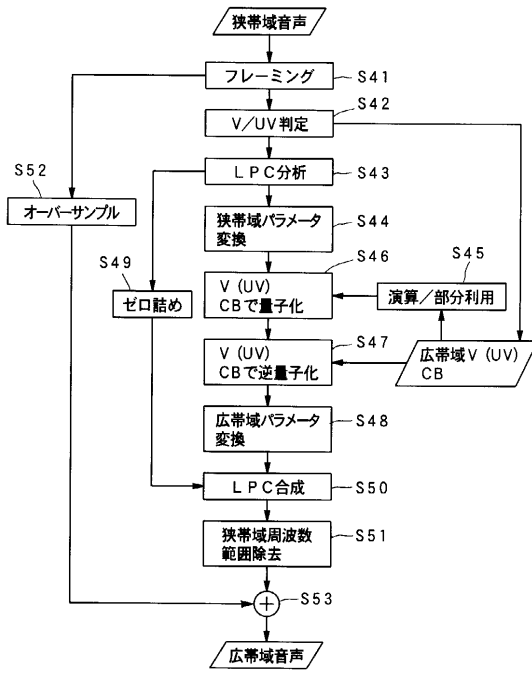 狭帯域音声
フレーミング
S41
V/UV判定
S42
S52
LPC分析
S43
オーバーサンプル
狭帯域パラメータ
変換
S44
S46
S45
S49
V (UV)
CBで量子化
演算/部分利用
ゼロ詰め
S47
V (UV)
CBで逆量子化
広帯域V (UV)
CB
広帯域パラメータ
変換
S48
LPC合成
S50
狭帯域周波数
範囲除去
S51
+
S53
広帯域音声